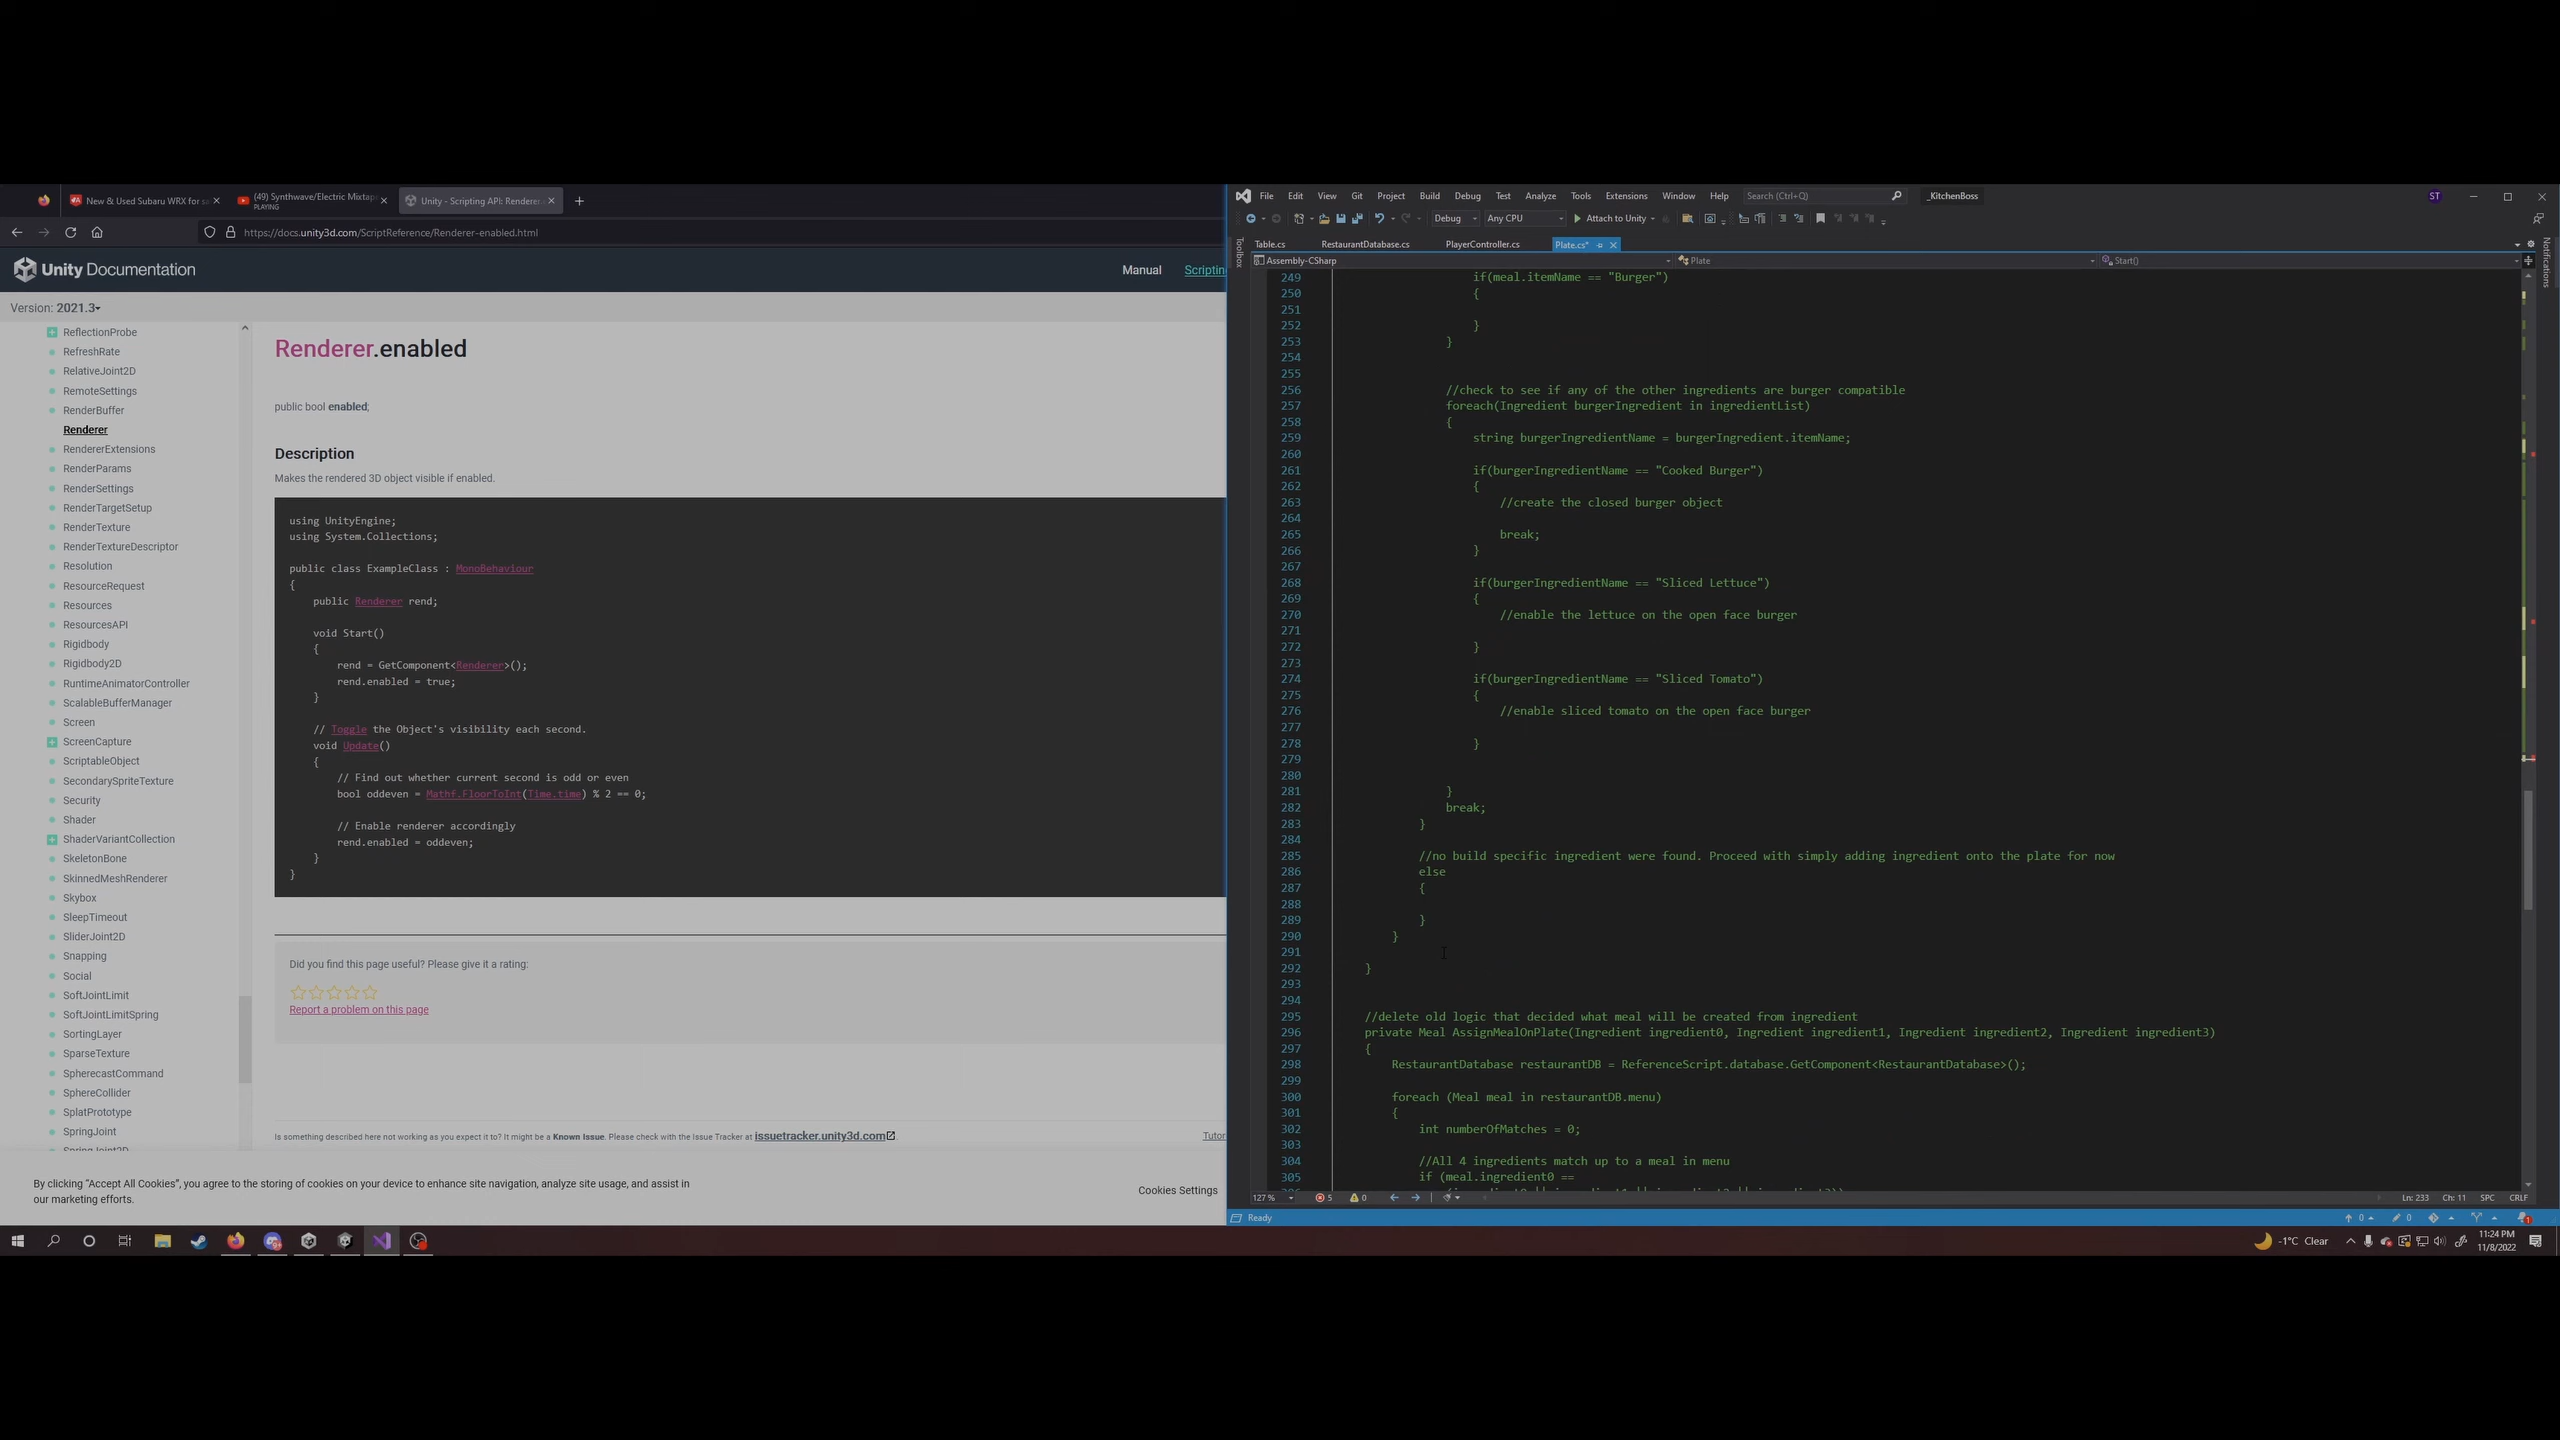 New & Used Subaru WRX for sa
(49) Synthwave/Electric Mixtape
PLAYING
Unity - Scripting API: Renderer
https://docs.unity3d.com/ScriptReference/Renderer-enabled.html
Unity Documentation
Manual
Scripting
Version: 2021.3
ReflectionProbe
RefreshRate
RelativeJoint2D
RemoteSettings
RenderBuffer
Renderer
RendererExtensions
RenderParams
RenderSettings
RenderTargetSetup
RenderTexture
RenderTextureDescriptor
Resolution
ResourceRequest
Resources
ResourcesAPI
Rigidbody
Rigidbody2D
RuntimeAnimatorController
ScalableBufferManager
Screen
ScreenCapture
ScriptableObject
SecondarySpriteTexture
Security
Shader
ShaderVariantCollection
SkeletonBone
SkinnedMeshRenderer
Skybox
SleepTimeout
SliderJoint2D
Snapping
Social
SoftJointLimit
SoftJointLimitSpring
SortingLayer
SparseTexture
SpherecastCommand
SphereCollider
SplatPrototype
SpringJoint
SpringJoint2D
Renderer.enabled
public bool enabled;
Description
Makes the rendered 3D object visible if enabled.
using UnityEngine;
using System.Collections;
public class ExampleClass : MonoBehaviour
{
public Renderer rend;
void Start()
{
rend = GetComponent<Renderer>();
rend.enabled = true;
}
// Toggle the Object's visibility each second.
void Update()
{
// Find out whether current second is odd or even
bool oddeven = Mathf.FloorToInt(Time.time) % 2 == 0;
// Enable renderer accordingly
rend.enabled = oddeven;
}
}
Did you find this page useful? Please give it a rating:
Report a problem on this page
Is something described here not working as you expect it to? It might be a Known Issue. Please check with the Issue Tracker at issuetracker.unity3d.com.
Tutor
By clicking “Accept All Cookies”, you agree to the storing of cookies on your device to enhance site navigation, analyze site usage, and assist in
our marketing efforts.
Cookies Settings
File Edit View Git Project Build Debug Test Analyze Tools Extensions Window Help Search (Ctrl+Q) _KitchenBoss ST
Debug Any CPU Attach to Unity
Toolbox
Notifications
Table.cs RestaurantDatabase.cs PlayerController.cs Plate.cs*
Assembly-CSharp Plate Start()
249 if(meal.itemName == "Burger")
250 {
251
252 }
253 }
254
255
256 //check to see if any of the other ingredients are burger compatible
257 foreach(Ingredient burgerIngredient in ingredientList)
258 {
259 string burgerIngredientName = burgerIngredient.itemName;
260
261 if(burgerIngredientName == "Cooked Burger")
262 {
263 //create the closed burger object
264
265 break;
266 }
267
268 if(burgerIngredientName == "Sliced Lettuce")
269 {
270 //enable the lettuce on the open face burger
271
272 }
273
274 if(burgerIngredientName == "Sliced Tomato")
275 {
276 //enable sliced tomato on the open face burger
277
278 }
279
280
281 }
282 break;
283 }
284
285 //no build specific ingredient were found. Proceed with simply adding ingredient onto the plate for now
286 else
287 {
288
289 }
290 }
291
292 }
293
294
295 //delete old logic that decided what meal will be created from ingredient
296 private Meal AssignMealOnPlate(Ingredient ingredient0, Ingredient ingredient1, Ingredient ingredient2, Ingredient ingredient3)
297 {
298 RestaurantDatabase restaurantDB = ReferenceScript.database.GetComponent<RestaurantDatabase>();
299
300 foreach (Meal meal in restaurantDB.menu)
301 {
302 int numberOfMatches = 0;
303
304 //All 4 ingredients match up to a meal in menu
305 if (meal.ingredient0 ==
127 % 5 0 Ln: 233 Ch: 11 SPC CRLF
Ready 0 0 1
-1°C Clear
11:24 PM
11/8/2022